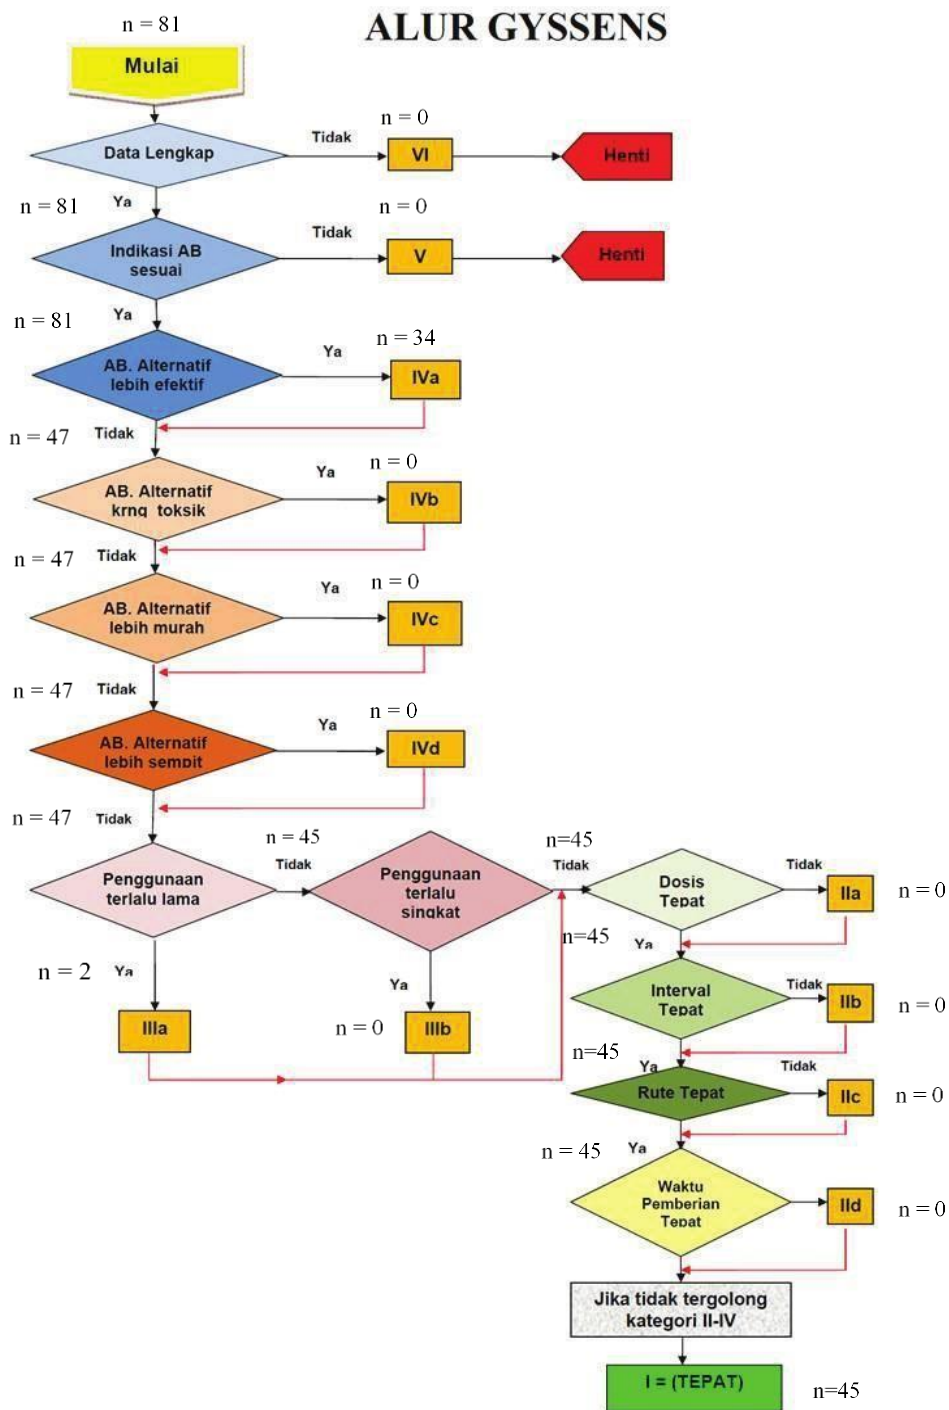 ALUR GYSSENS
n = 81
Mulai
Data Lengkap
Tidak
n = 0
VI
Henti
n = 81
Ya
Indikasi AB
sesuai
Tidak
n = 0
V
Henti
n = 81
Ya
AB. Alternatif
lebih efektif
Ya
n = 34
IVa
n = 47
Tidak
AB. Alternatif
krng toksik
Ya
n = 0
IVb
n = 47
Tidak
AB. Alternatif
lebih murah
Ya
n = 0
IVc
n = 47
Tidak
AB. Alternatif
lebih sempit
Ya
n = 0
IVd
n = 47
Tidak
Penggunaan
terlalu lama
n = 45
Tidak
Penggunaan
terlalu
singkat
n=45
Tidak
Dosis
Tepat
Tidak
IIa
n = 0
n = 2
Ya
IIIa
Ya
n = 0
IIIb
n=45
Ya
Interval
Tepat
Tidak
IIb
n = 0
n=45
Ya
Rute Tepat
Tidak
IIc
n = 0
n = 45
Ya
Waktu
Pemberian
Tepat
IId
n = 0
Jika tidak tergolong
kategori II-IV
I = (TEPAT)
n=45